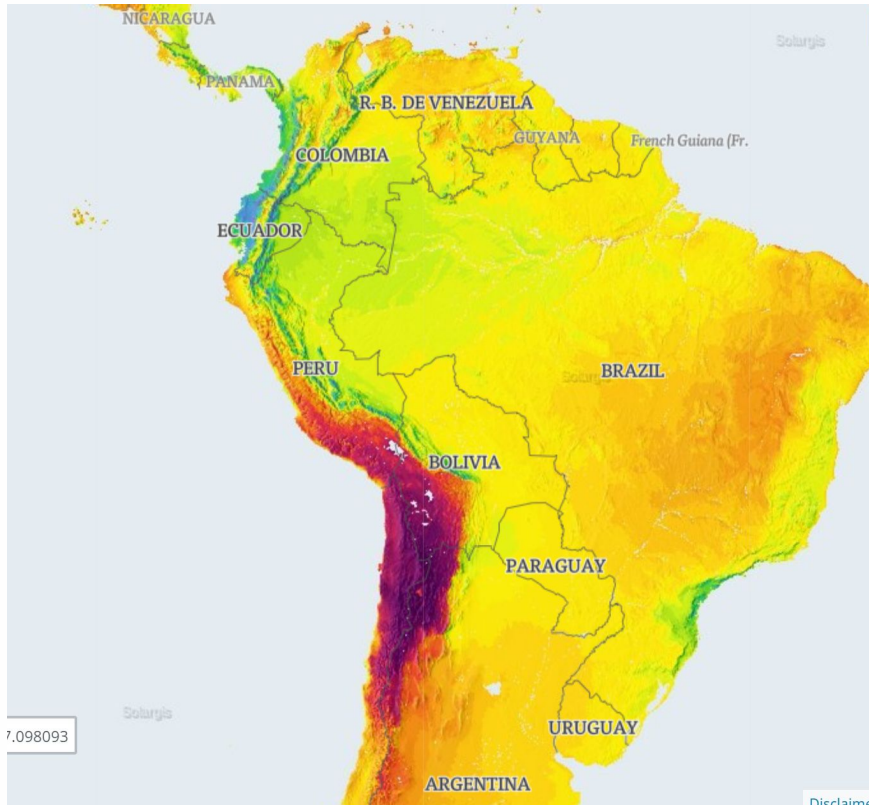 NICARAGUA
Solargis
PANAMA
R. B. DE VENEZUELA
GUYANA
French Guiana (Fr.
COLOMBIA
ECUADOR
PERU
BRAZIL
Solargis
BOLIVIA
PARAGUAY
Solargis
URUGUAY
7.098093
ARGENTINA
Disclaime